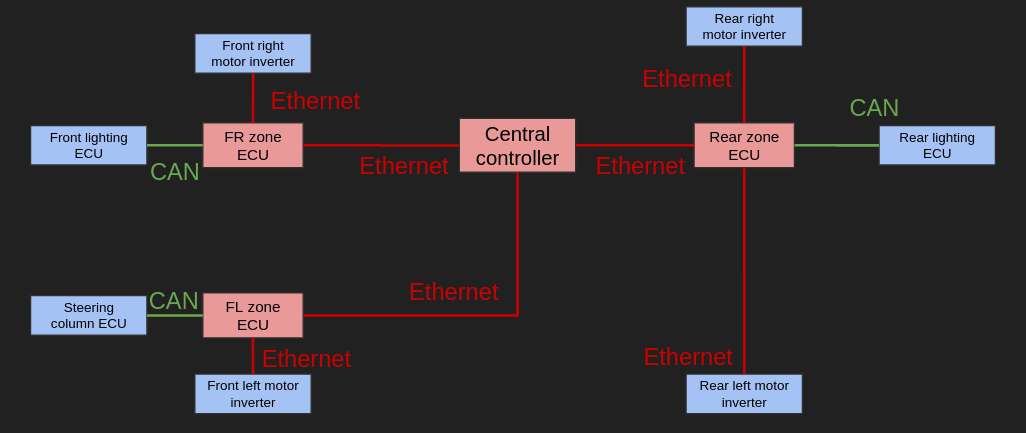 Rear right
motor inverter
Front right
motor inverter
Ethernet
Ethernet
CAN
Front lighting
ECU
CAN
FR zone
ECU
Ethernet
Central
controller
Ethernet
Rear zone
ECU
Rear lighting
ECU
Ethernet
Steering
column ECU
CAN
FL zone
ECU
Ethernet
Front left motor
inverter
Ethernet
Rear left motor
inverter